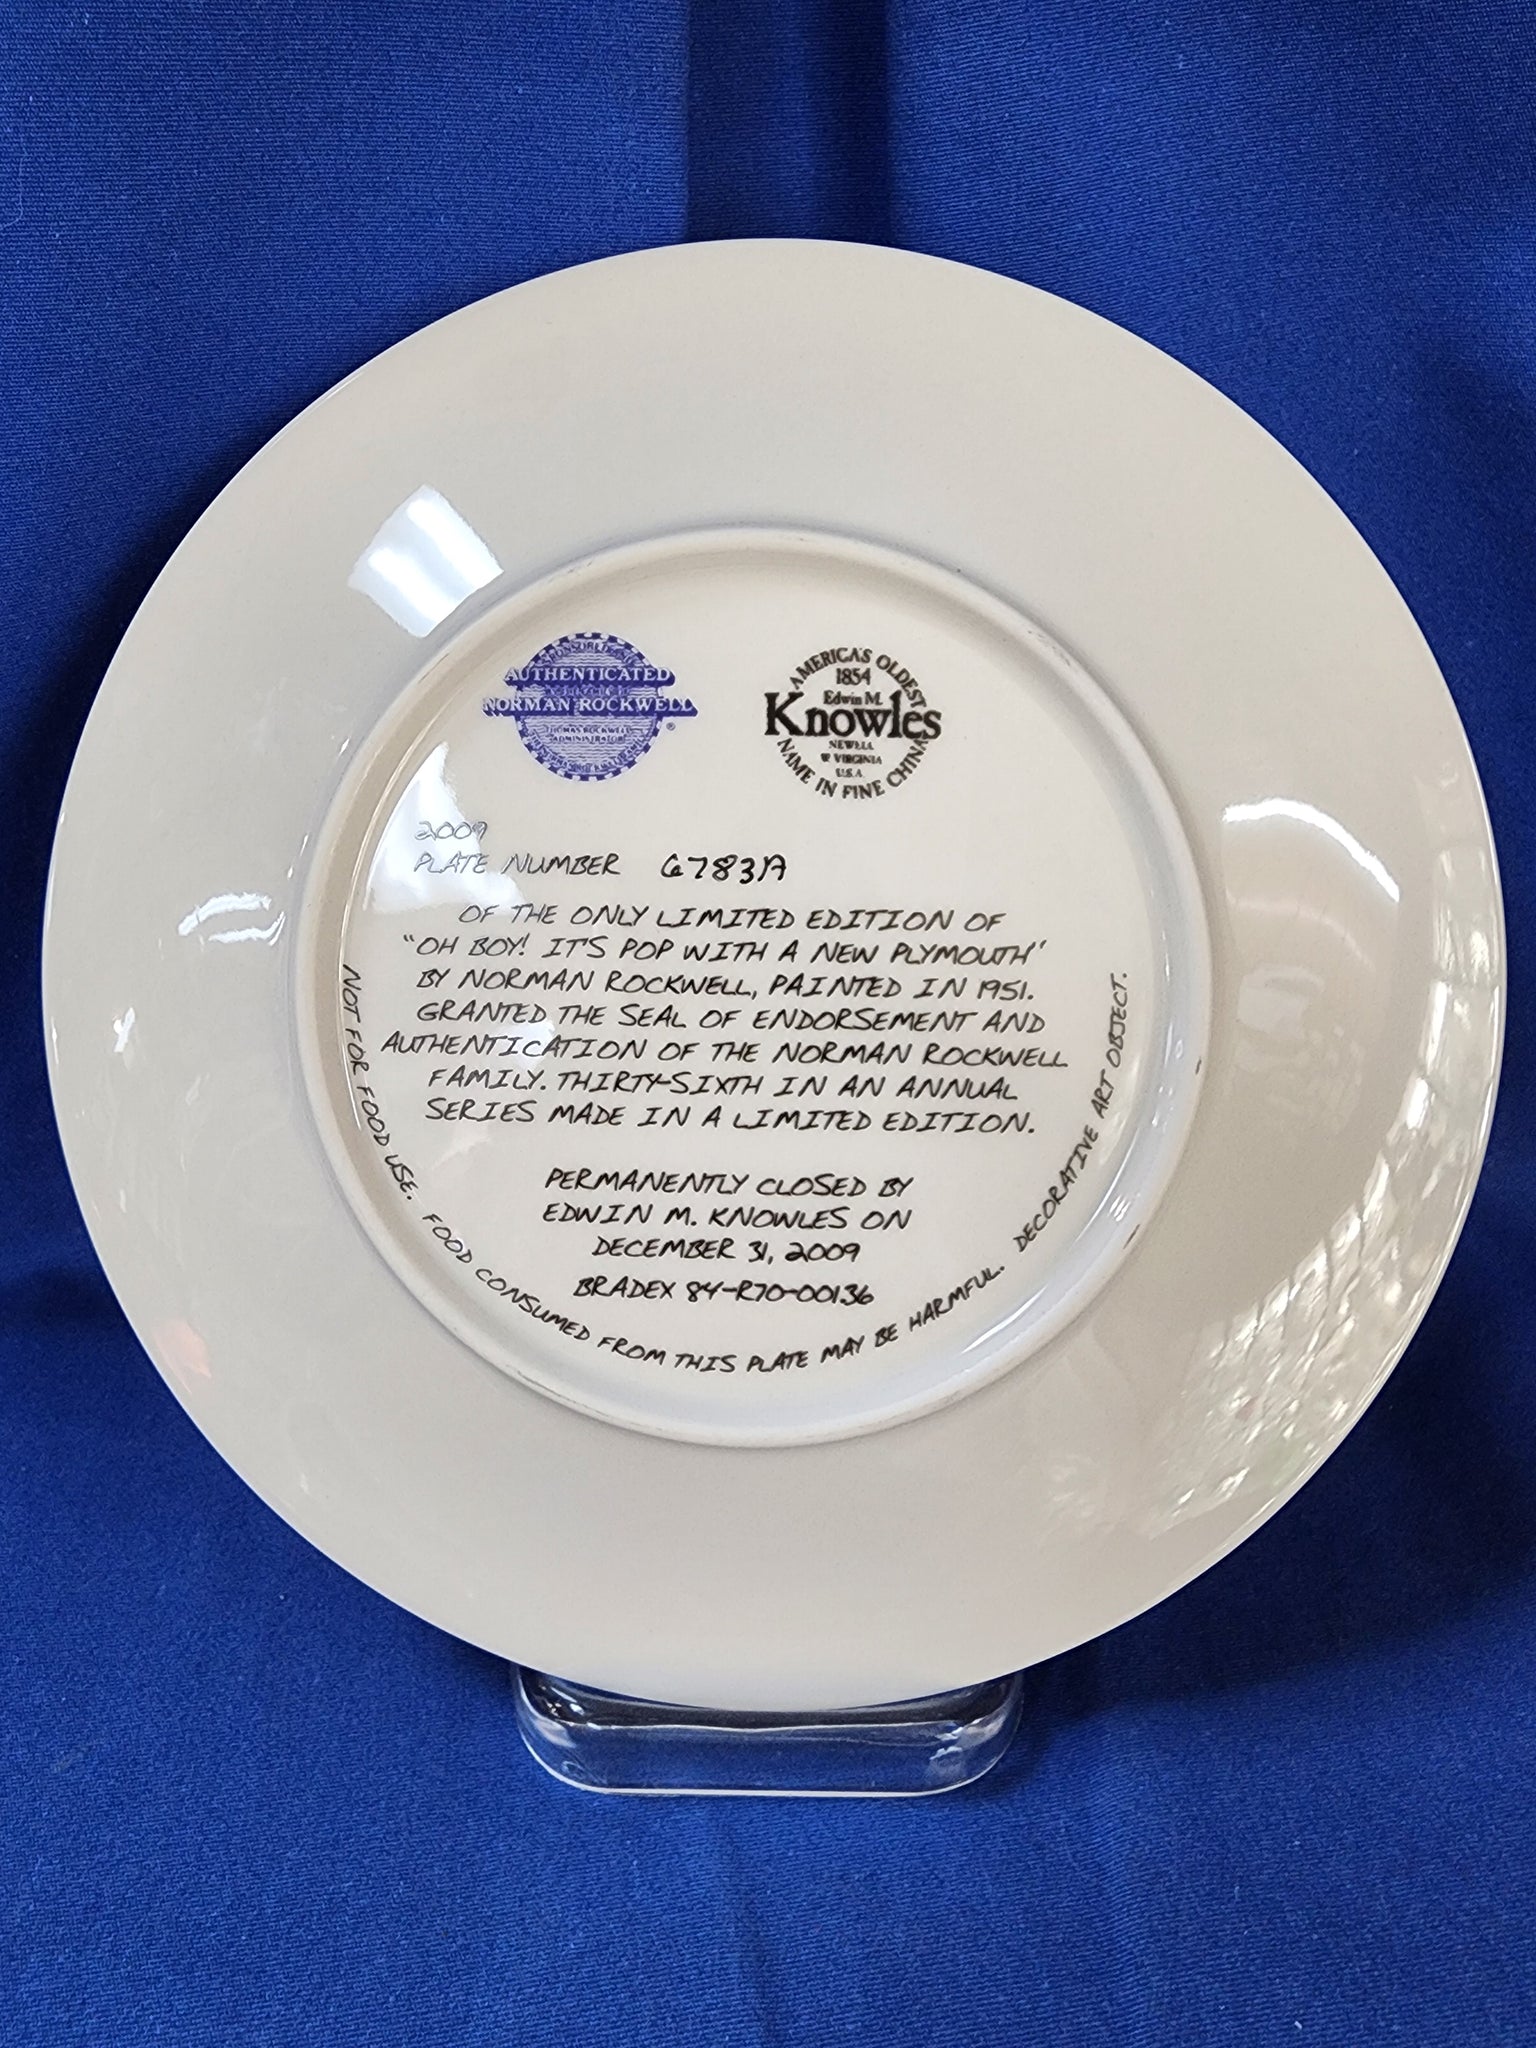 AUTHENTICATED
NORMAN ROCKWELL
®
THOMAS ROCKWELL
ADMINISTRATOR
AMERICA'S OLDEST
1854
Edwin M.
Knowles
NEWELL
W VIRGINIA
U.S.A.
NAME IN FINE CHINA
2009
PLATE NUMBER 6783A
OF THE ONLY LIMITED EDITION OF
"OH BOY! IT'S POP WITH A NEW PLYMOUTH"
BY NORMAN ROCKWELL, PAINTED IN 1951.
GRANTED THE SEAL OF ENDORSEMENT AND
AUTHENTICATION OF THE NORMAN ROCKWELL
FAMILY. THIRTY-SIXTH IN AN ANNUAL
SERIES MADE IN A LIMITED EDITION.
PERMANENTLY CLOSED BY
EDWIN M. KNOWLES ON
DECEMBER 31, 2009
BRADEX 84-R70-00136
NOT FOR FOOD USE. FOOD CONSUMED FROM THIS PLATE MAY BE HARMFUL. DECORATIVE ART OBJECT.